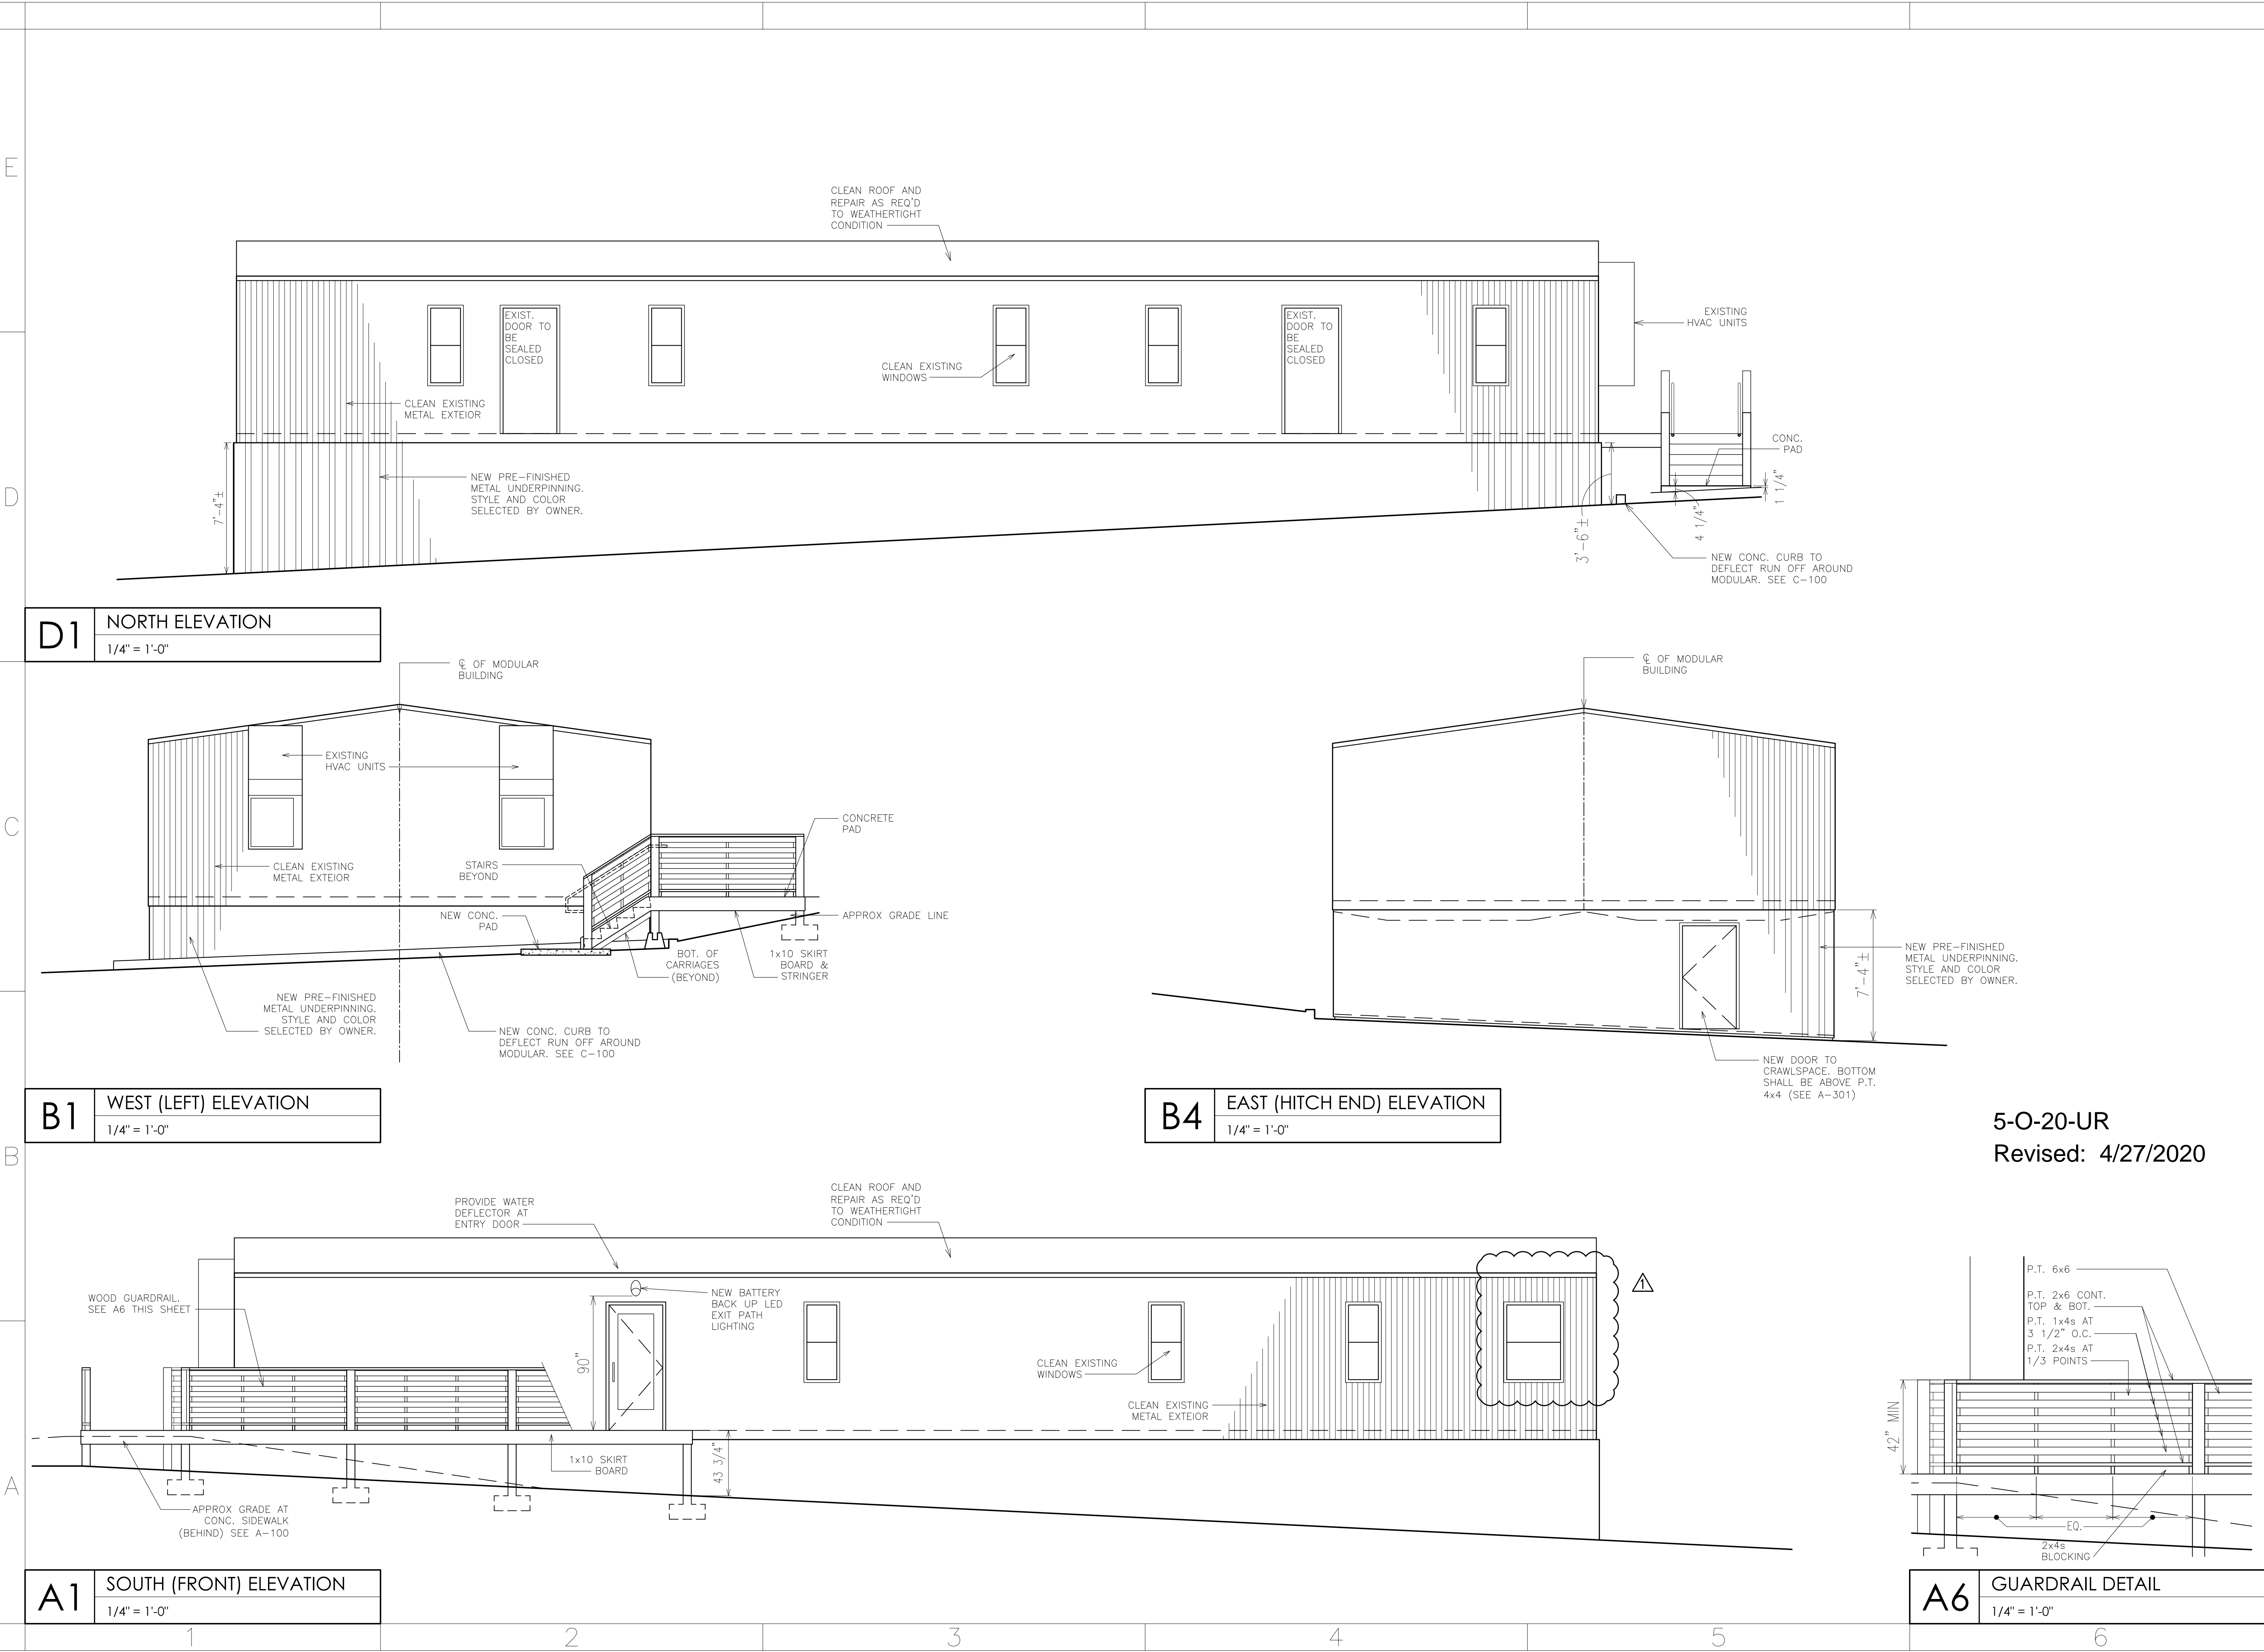 E
D
C
B
A
CLEAN ROOF AND
REPAIR AS REQ'D
TO WEATHERTIGHT
CONDITION
EXIST.
DOOR TO
BE
SEALED
CLOSED
CLEAN EXISTING
WINDOWS
EXIST.
DOOR TO
BE
SEALED
CLOSED
EXISTING
HVAC UNITS
CLEAN EXISTING
METAL EXTEIOR
NEW PRE-FINISHED
METAL UNDERPINNING.
STYLE AND COLOR
SELECTED BY OWNER.
7'-4"±
3'-6"±
CONC.
PAD
1 1/4"
4 1/4"
NEW CONC. CURB TO
DEFLECT RUN OFF AROUND
MODULAR. SEE C-100
D1
NORTH ELEVATION
1/4" = 1'-0"
℄ OF MODULAR
BUILDING
EXISTING
HVAC UNITS
CLEAN EXISTING
METAL EXTEIOR
STAIRS
BEYOND
NEW CONC.
PAD
CONCRETE
PAD
APPROX GRADE LINE
BOT. OF
CARRIAGES
(BEYOND)
1x10 SKIRT
BOARD &
STRINGER
NEW PRE-FINISHED
METAL UNDERPINNING.
STYLE AND COLOR
SELECTED BY OWNER.
NEW CONC. CURB TO
DEFLECT RUN OFF AROUND
MODULAR. SEE C-100
B1
WEST (LEFT) ELEVATION
1/4" = 1'-0"
℄ OF MODULAR
BUILDING
7'-4"±
NEW PRE-FINISHED
METAL UNDERPINNING.
STYLE AND COLOR
SELECTED BY OWNER.
NEW DOOR TO
CRAWLSPACE. BOTTOM
SHALL BE ABOVE P.T.
4x4 (SEE A-301)
B4
EAST (HITCH END) ELEVATION
1/4" = 1'-0"
5-O-20-UR
Revised: 4/27/2020
PROVIDE WATER
DEFLECTOR AT
ENTRY DOOR
CLEAN ROOF AND
REPAIR AS REQ'D
TO WEATHERTIGHT
CONDITION
WOOD GUARDRAIL.
SEE A6 THIS SHEET
NEW BATTERY
BACK UP LED
EXIT PATH
LIGHTING
90"
CLEAN EXISTING
WINDOWS
CLEAN EXISTING
METAL EXTEIOR
1
1x10 SKIRT
BOARD
43 3/4"
APPROX GRADE AT
CONC. SIDEWALK
(BEHIND) SEE A-100
A1
SOUTH (FRONT) ELEVATION
1/4" = 1'-0"
P.T. 6x6
P.T. 2x6 CONT.
TOP & BOT.
P.T. 1x4s AT
3 1/2" O.C.
P.T. 2x4s AT
1/3 POINTS
42" MIN
EQ.
2x4s
BLOCKING
A6
GUARDRAIL DETAIL
1/4" = 1'-0"
1
2
3
4
5
6